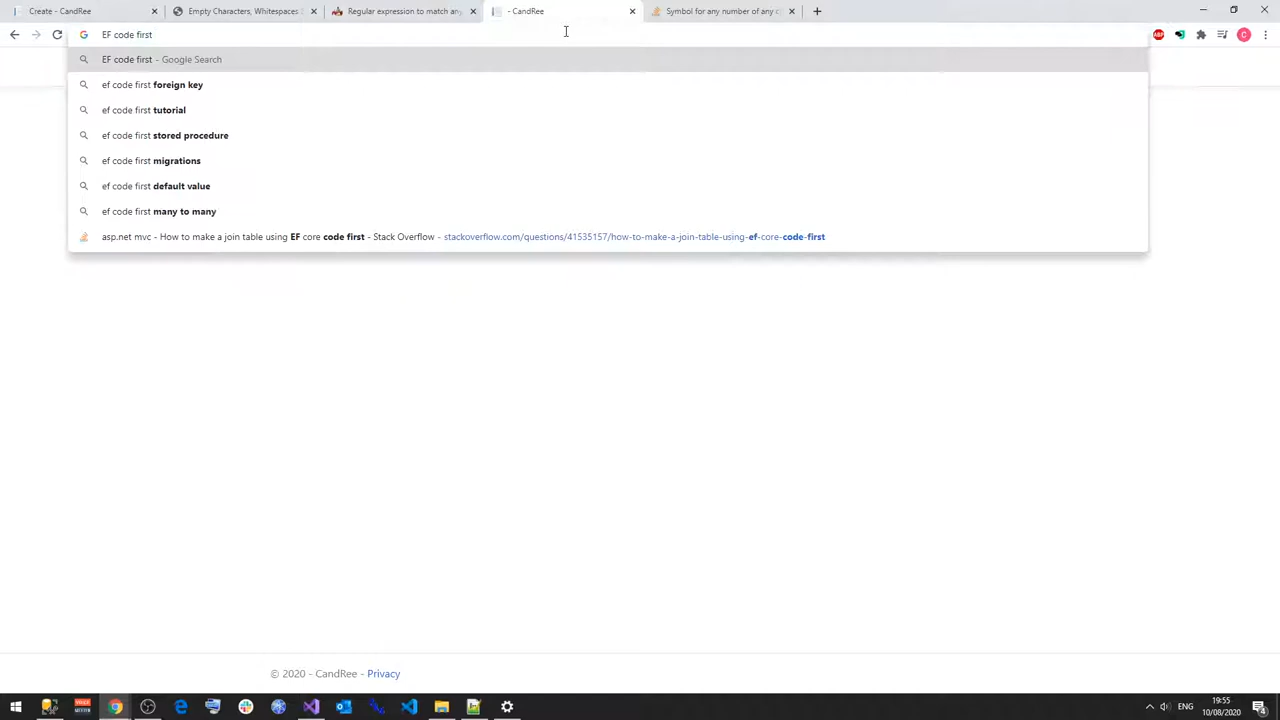 Create - CandRee
Empty Characters, Whitespaces
Regular expression to match any
- CandRee
Symbol for any number of any c
EF code first
EF code first - Google Search
ef code first foreign key
ef code first tutorial
ef code first stored procedure
ef code first migrations
ef code first default value
ef code first many to many
asp.net mvc - How to make a join table using EF core code first - Stack Overflow - stackoverflow.com/questions/41535157/how-to-make-a-join-table-using-ef-core-code-first
ABP
C
© 2020 - CandRee - Privacy
ENG
19:55
10/08/2020
4